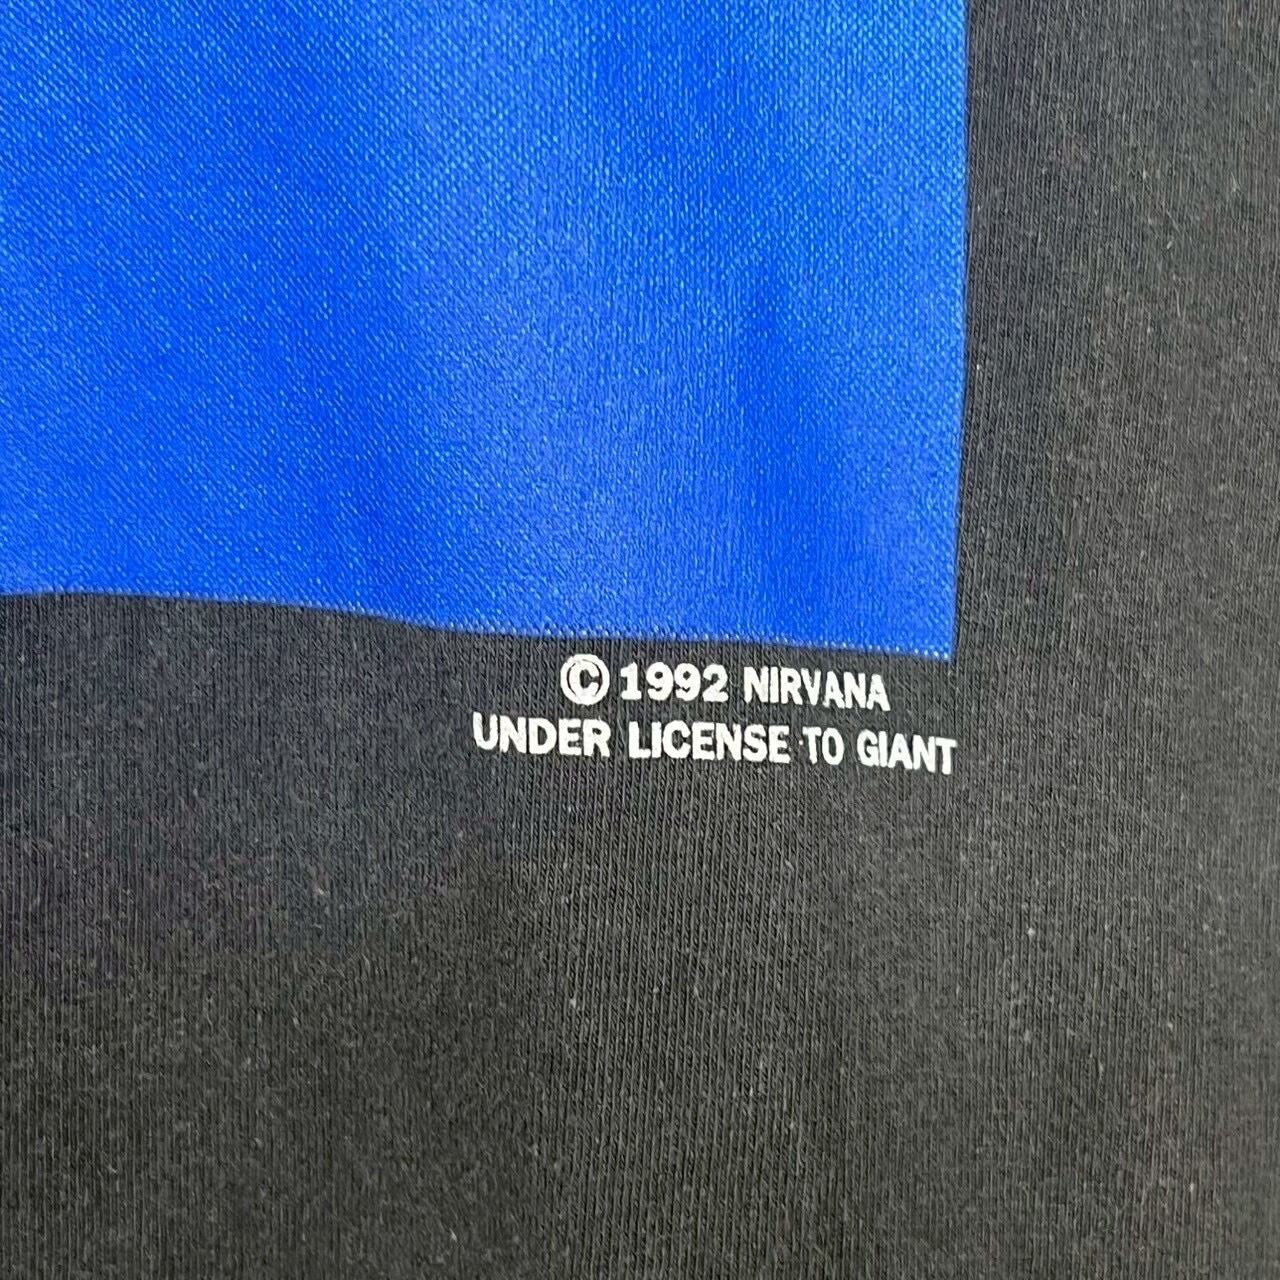 © 1992 NIRVANA
UNDER LICENSE TO GIANT